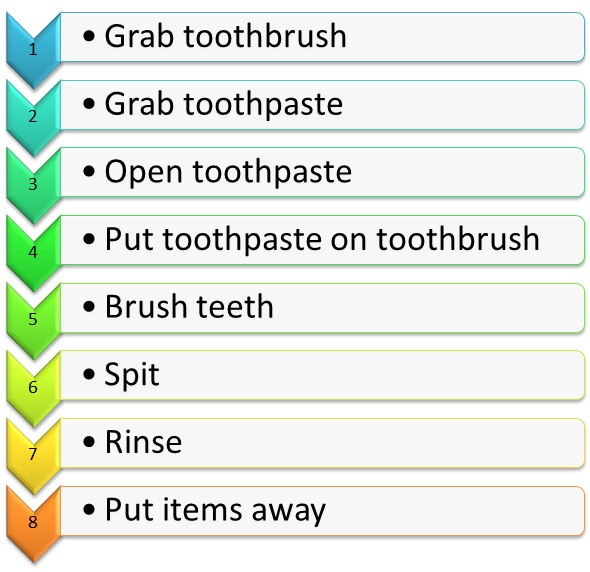 1 • Grab toothbrush
2 • Grab toothpaste
3 • Open toothpaste
4 • Put toothpaste on toothbrush
5 • Brush teeth
6 • Spit
7 • Rinse
8 • Put items away